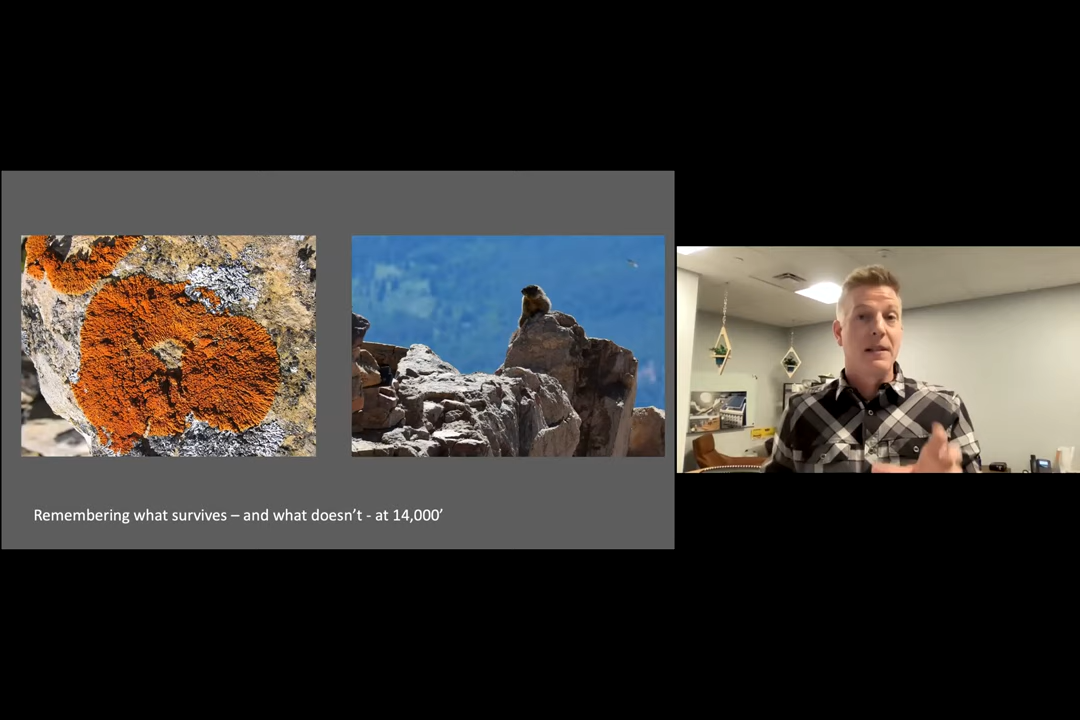 Remembering what survives – and what doesn’t - at 14,000’